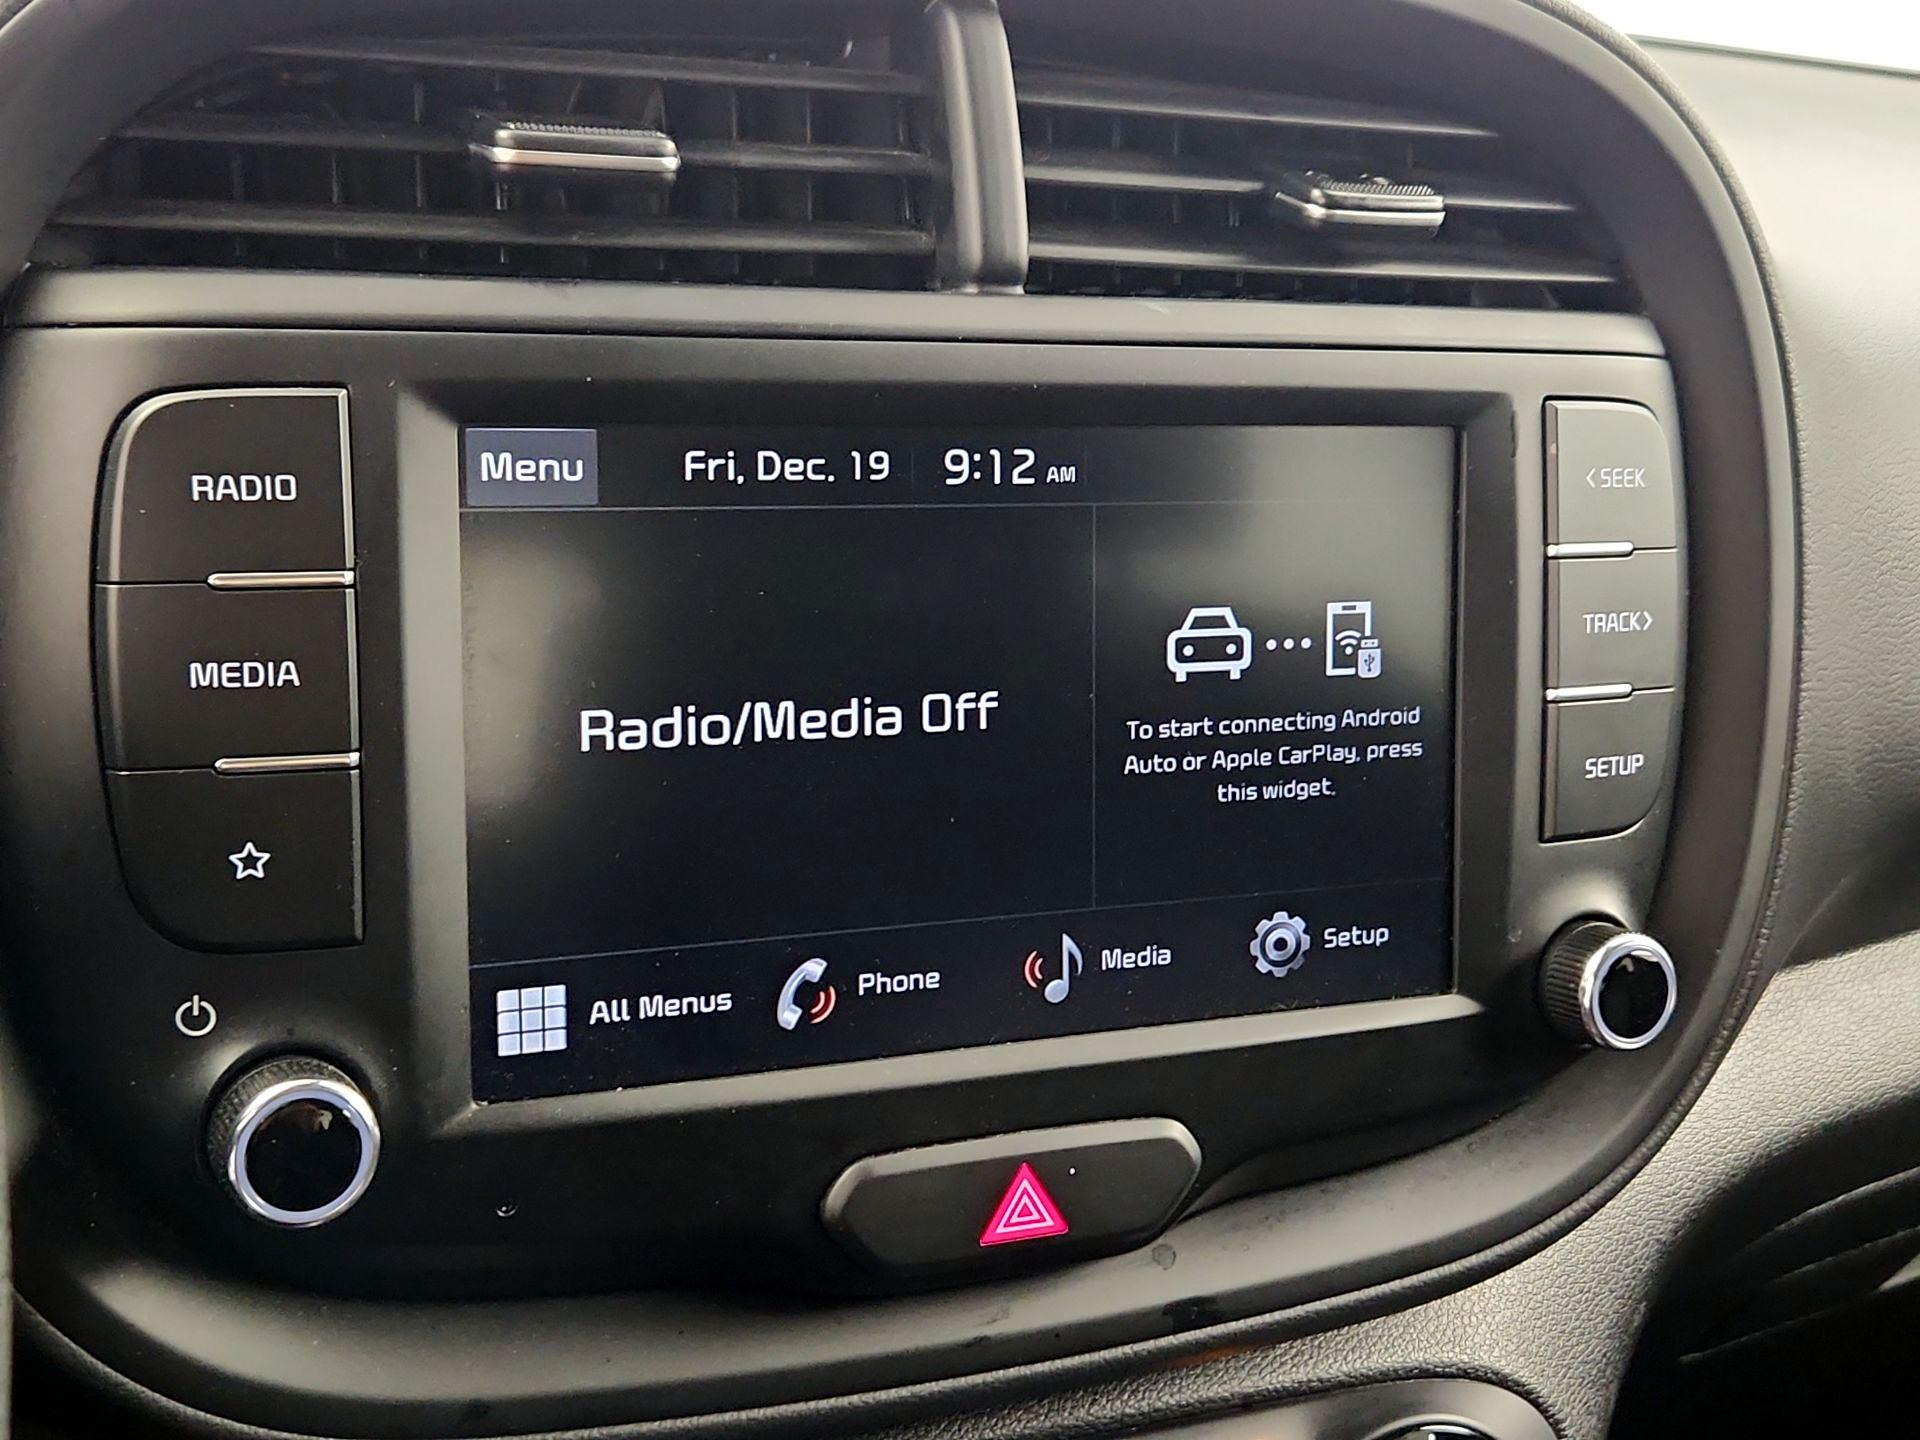 RADIO
MEDIA
Menu
Fri, Dec. 19
9:12 AM
Radio/Media Off
To start connecting Android
Auto or Apple CarPlay, press
this widget.
All Menus
Phone
Media
Setup
< SEEK
TRACK >
SETUP